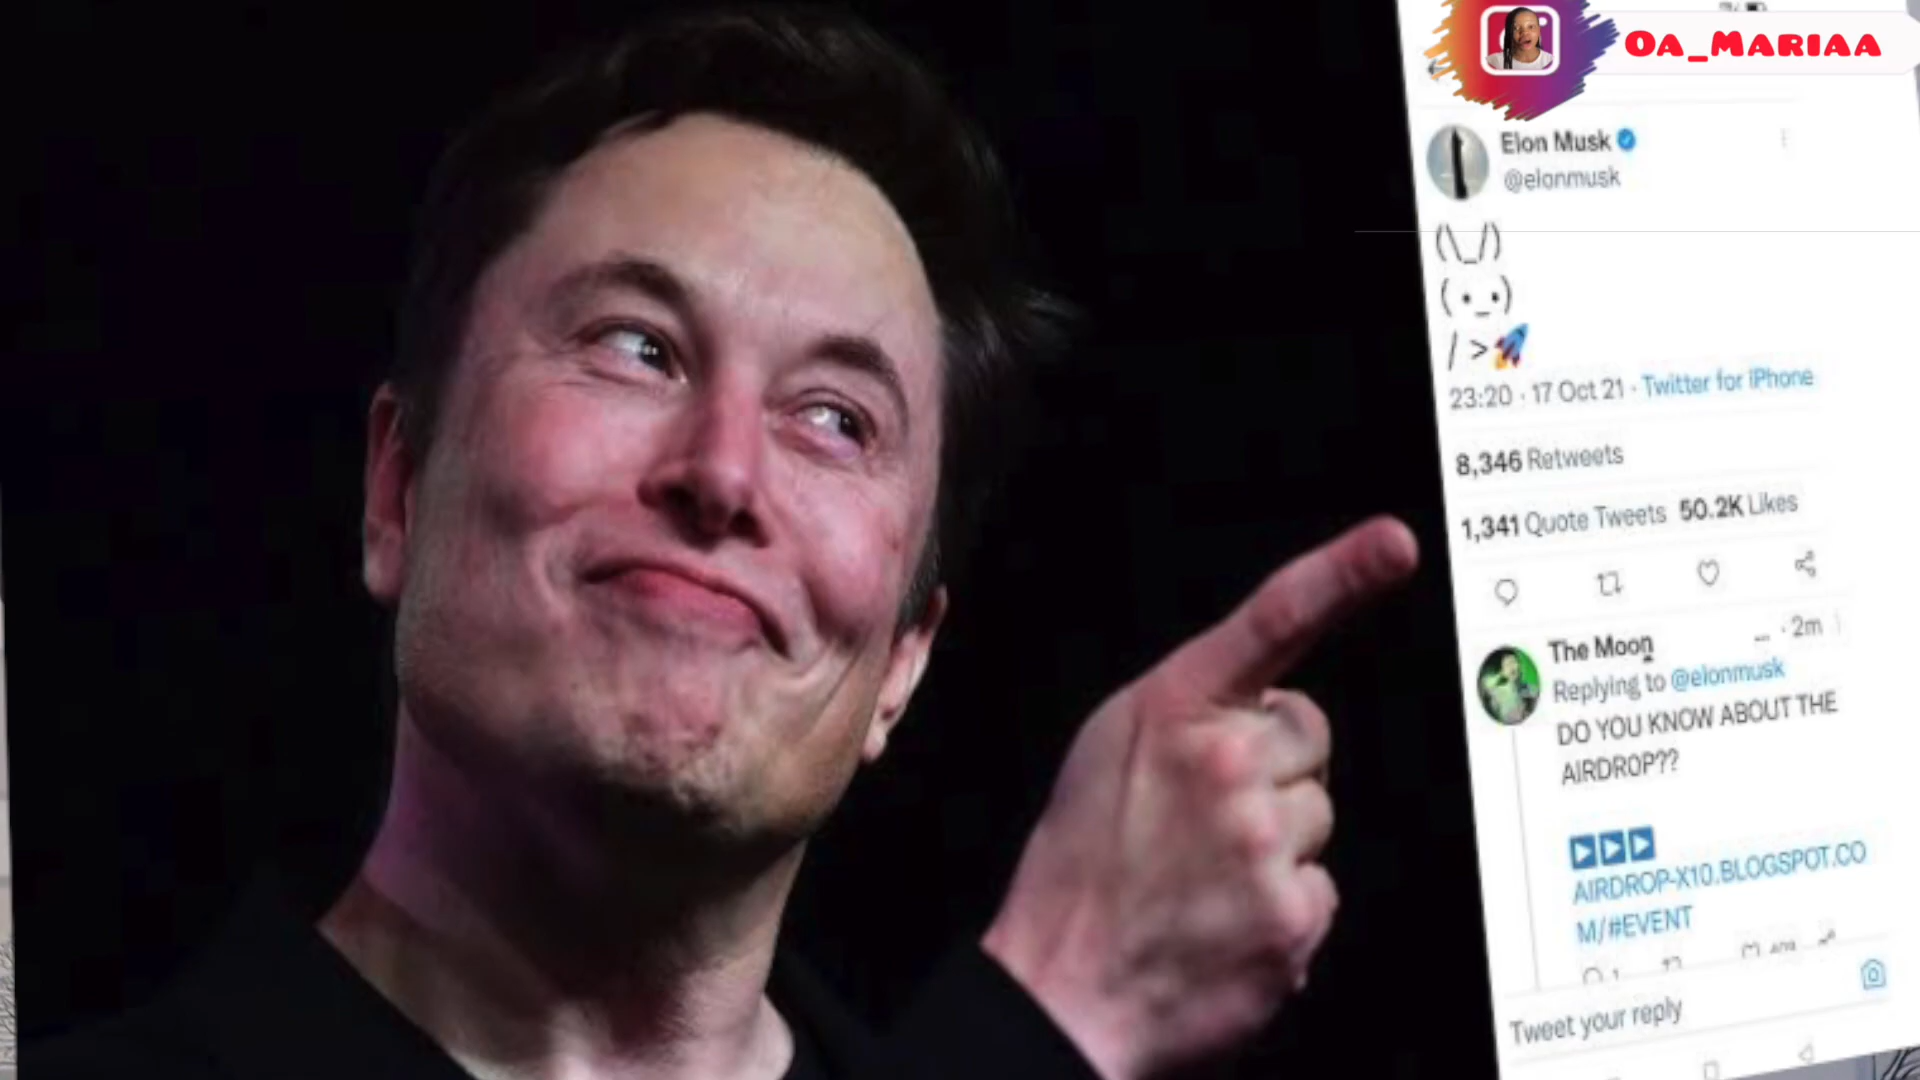 Oa_Mariaa
Elon Musk
@elonmusk
(\_/)
(•_•)
/ >🚀
23:20 · 17 Oct 21 · Twitter for iPhone
8,346 Retweets
1,341 Quote Tweets 50.2K Likes
The Moon
... · 2m
Replying to @elonmusk
DO YOU KNOW ABOUT THE
AIRDROP??
▶▶▶
AIRDROP-X10.BLOGSPOT.CO
M/#EVENT
1
Tweet your reply